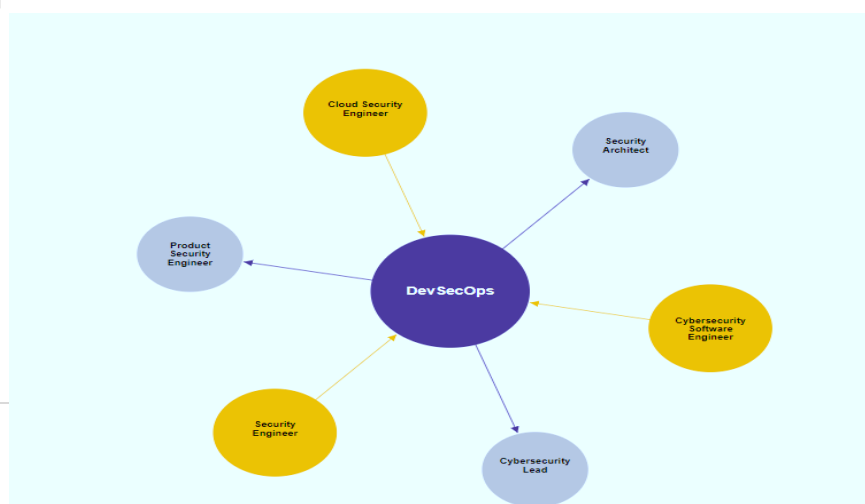 Cloud Security
Engineer
Security
Architect
Product
Security
Engineer
DevSecOps
Cybersecurity
Software
Engineer
Security
Engineer
Cybersecurity
Lead